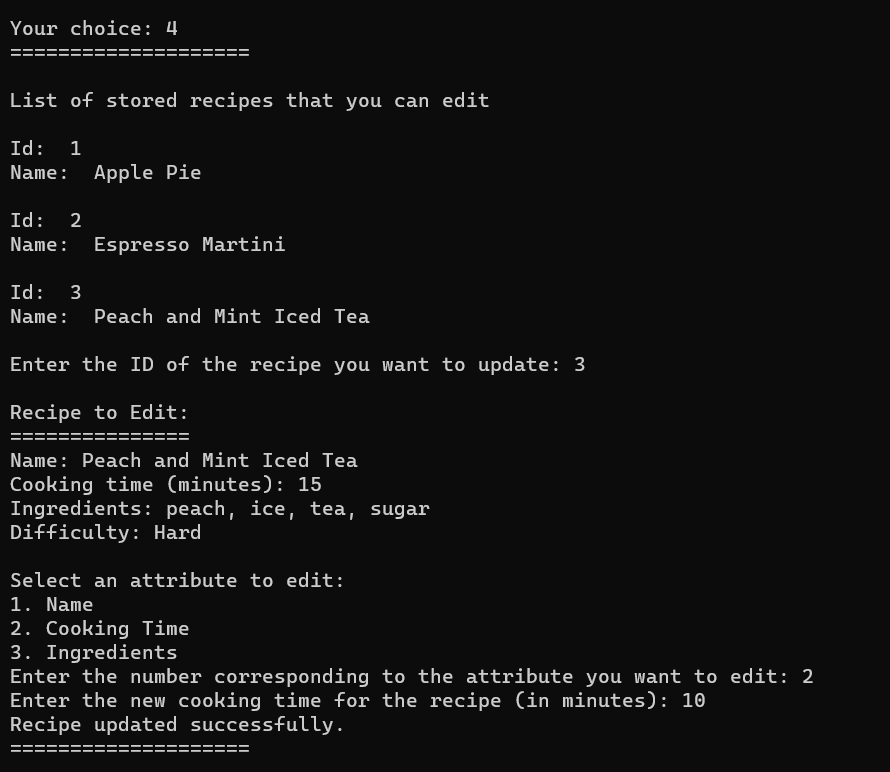 Your choice: 4
====================
List of stored recipes that you can edit
Id:  1
Name:  Apple Pie
Id:  2
Name:  Espresso Martini
Id:  3
Name:  Peach and Mint Iced Tea
Enter the ID of the recipe you want to update: 3
Recipe to Edit:
===============
Name: Peach and Mint Iced Tea
Cooking time (minutes): 15
Ingredients: peach, ice, tea, sugar
Difficulty: Hard
Select an attribute to edit:
1. Name
2. Cooking Time
3. Ingredients
Enter the number corresponding to the attribute you want to edit: 2
Enter the new cooking time for the recipe (in minutes): 10
Recipe updated successfully.
====================